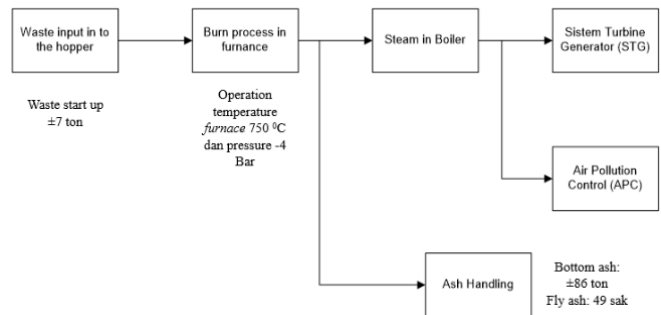 Waste input in to
the hopper
Burn process in
furnance
Steam in Boiler
Sistem Turbine
Generator (STG)
Waste start up
±7 ton
Operation
temperature
furnace 750 ⁰C
dan pressure -4
Bar
Air Pollution
Control (APC)
Ash Handling
Bottom ash:
±86 ton
Fly ash: 49 sak